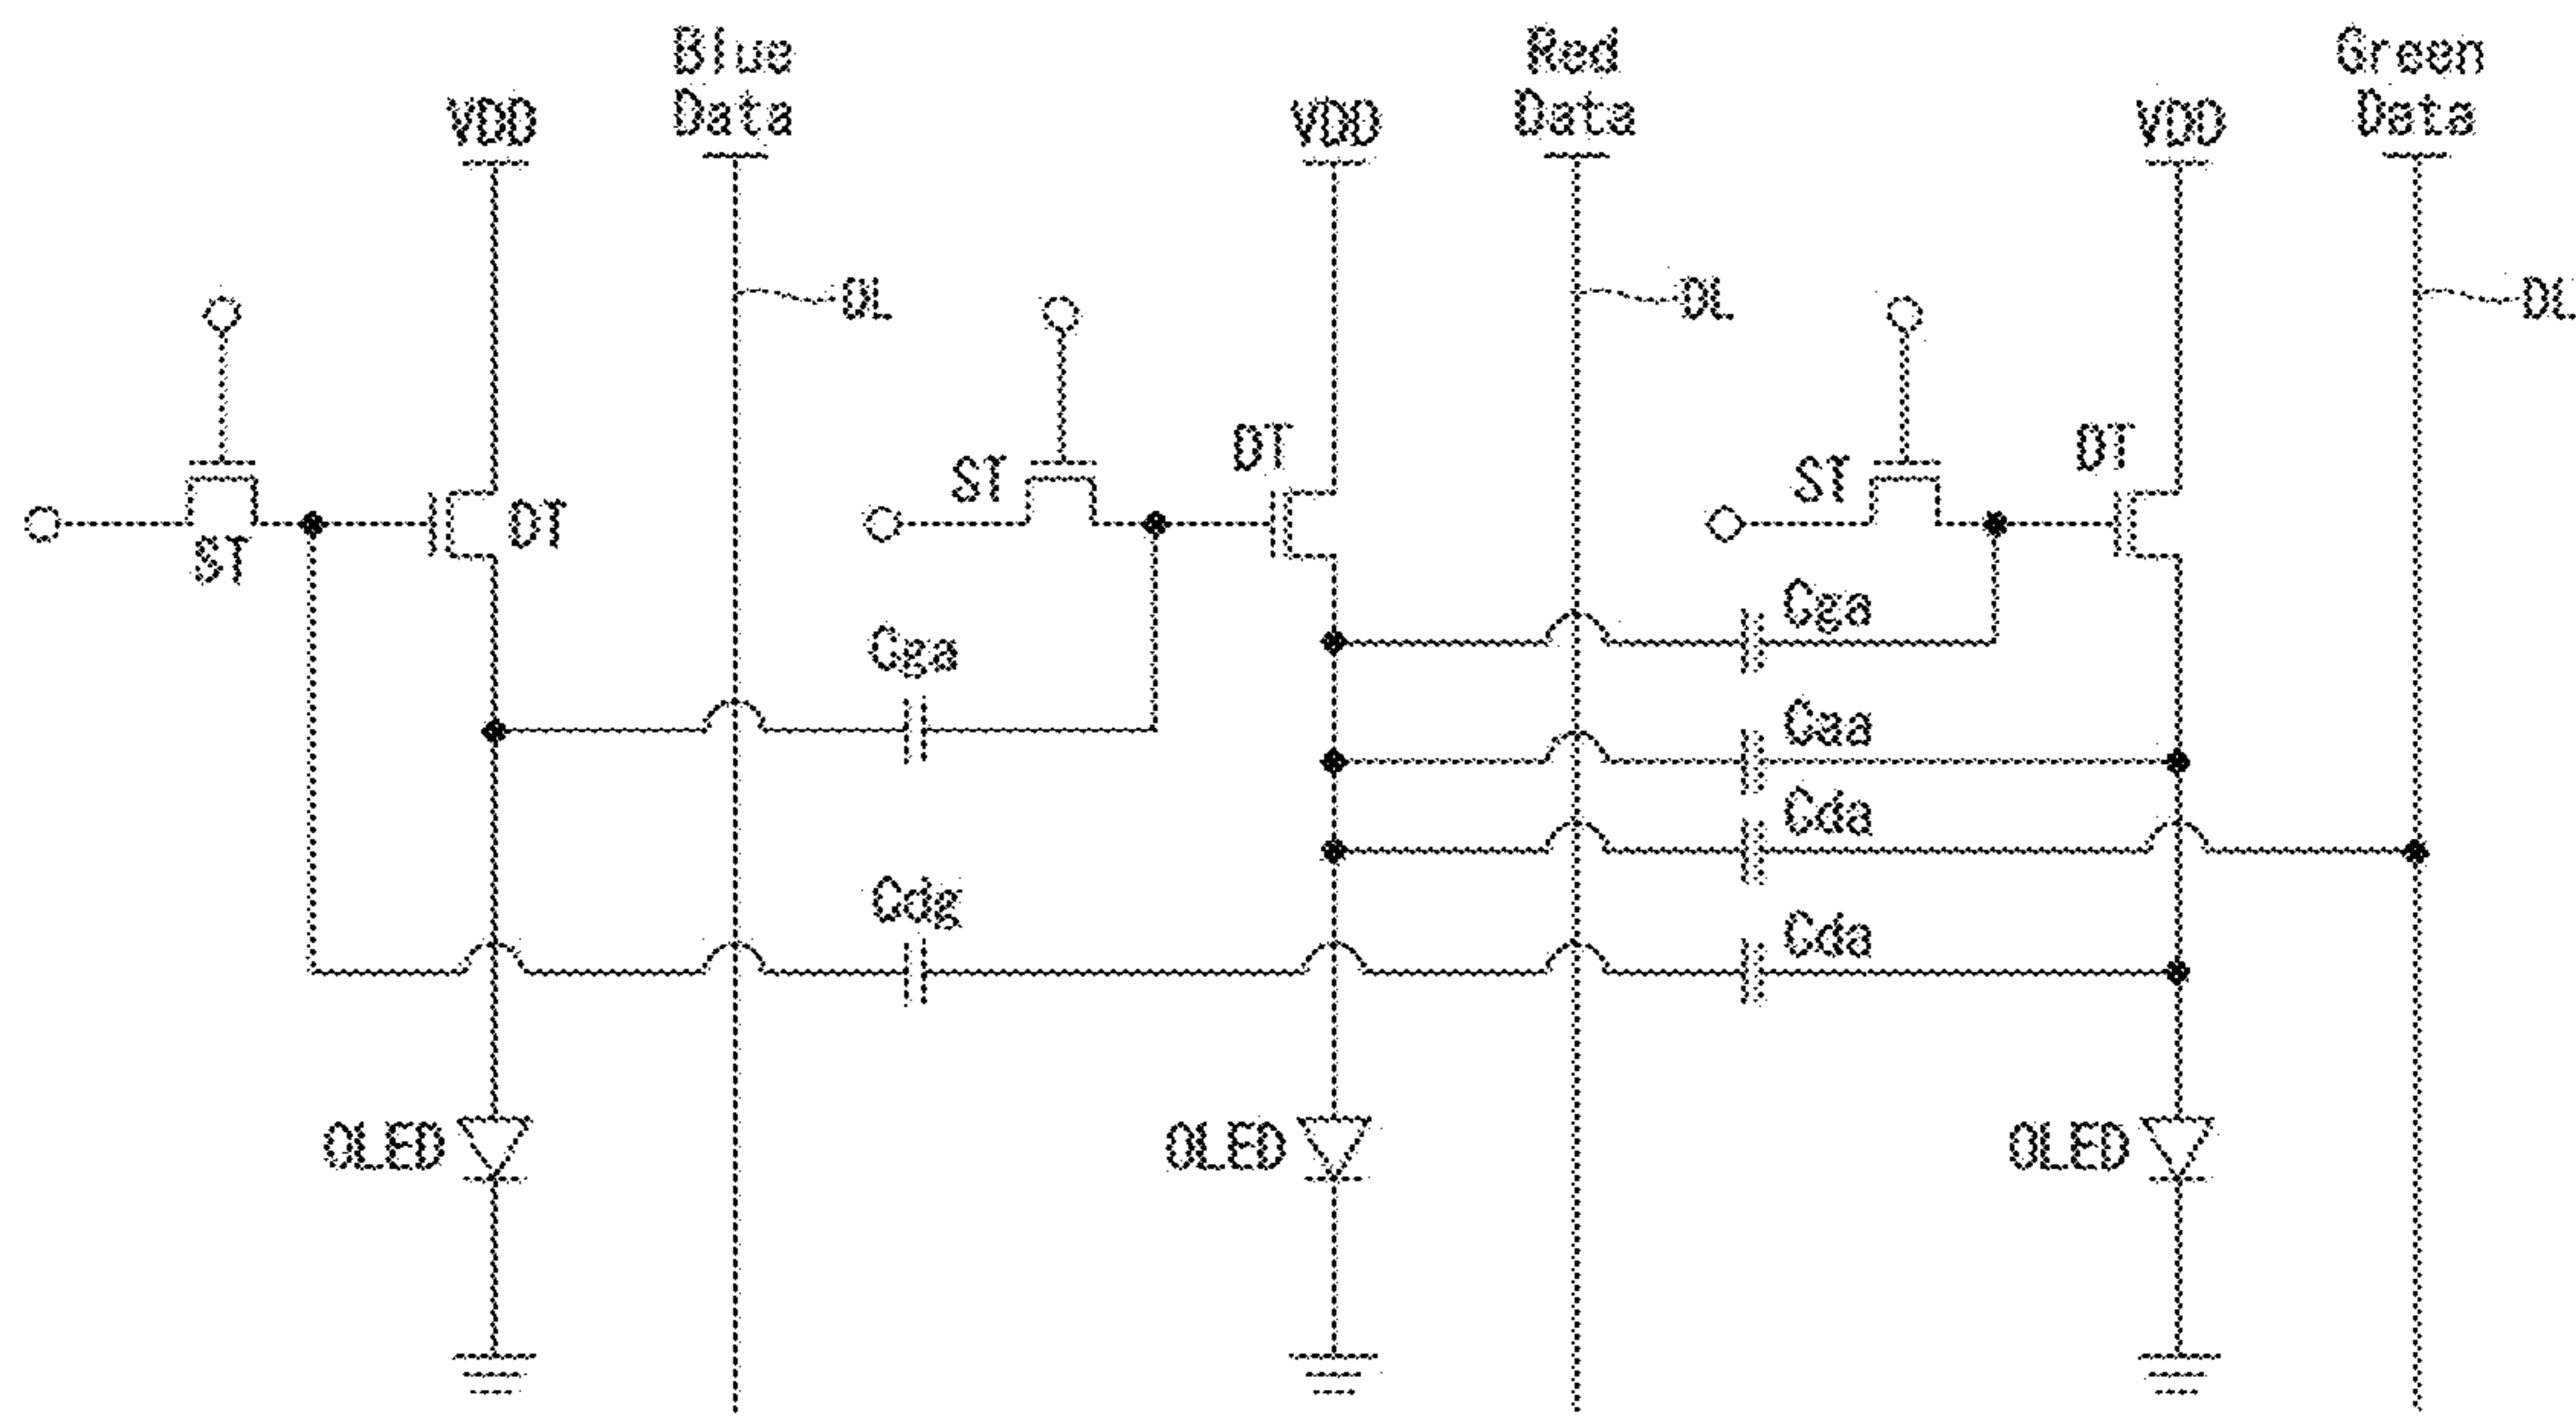 Blue
Data
Red
Data
Green
Data
VDD
VDD
VDD
DL
DL
DL
ST
DT
ST
DT
ST
DT
Cga
Cga
Caa
Cda
Cdg
Cda
OLED
OLED
OLED